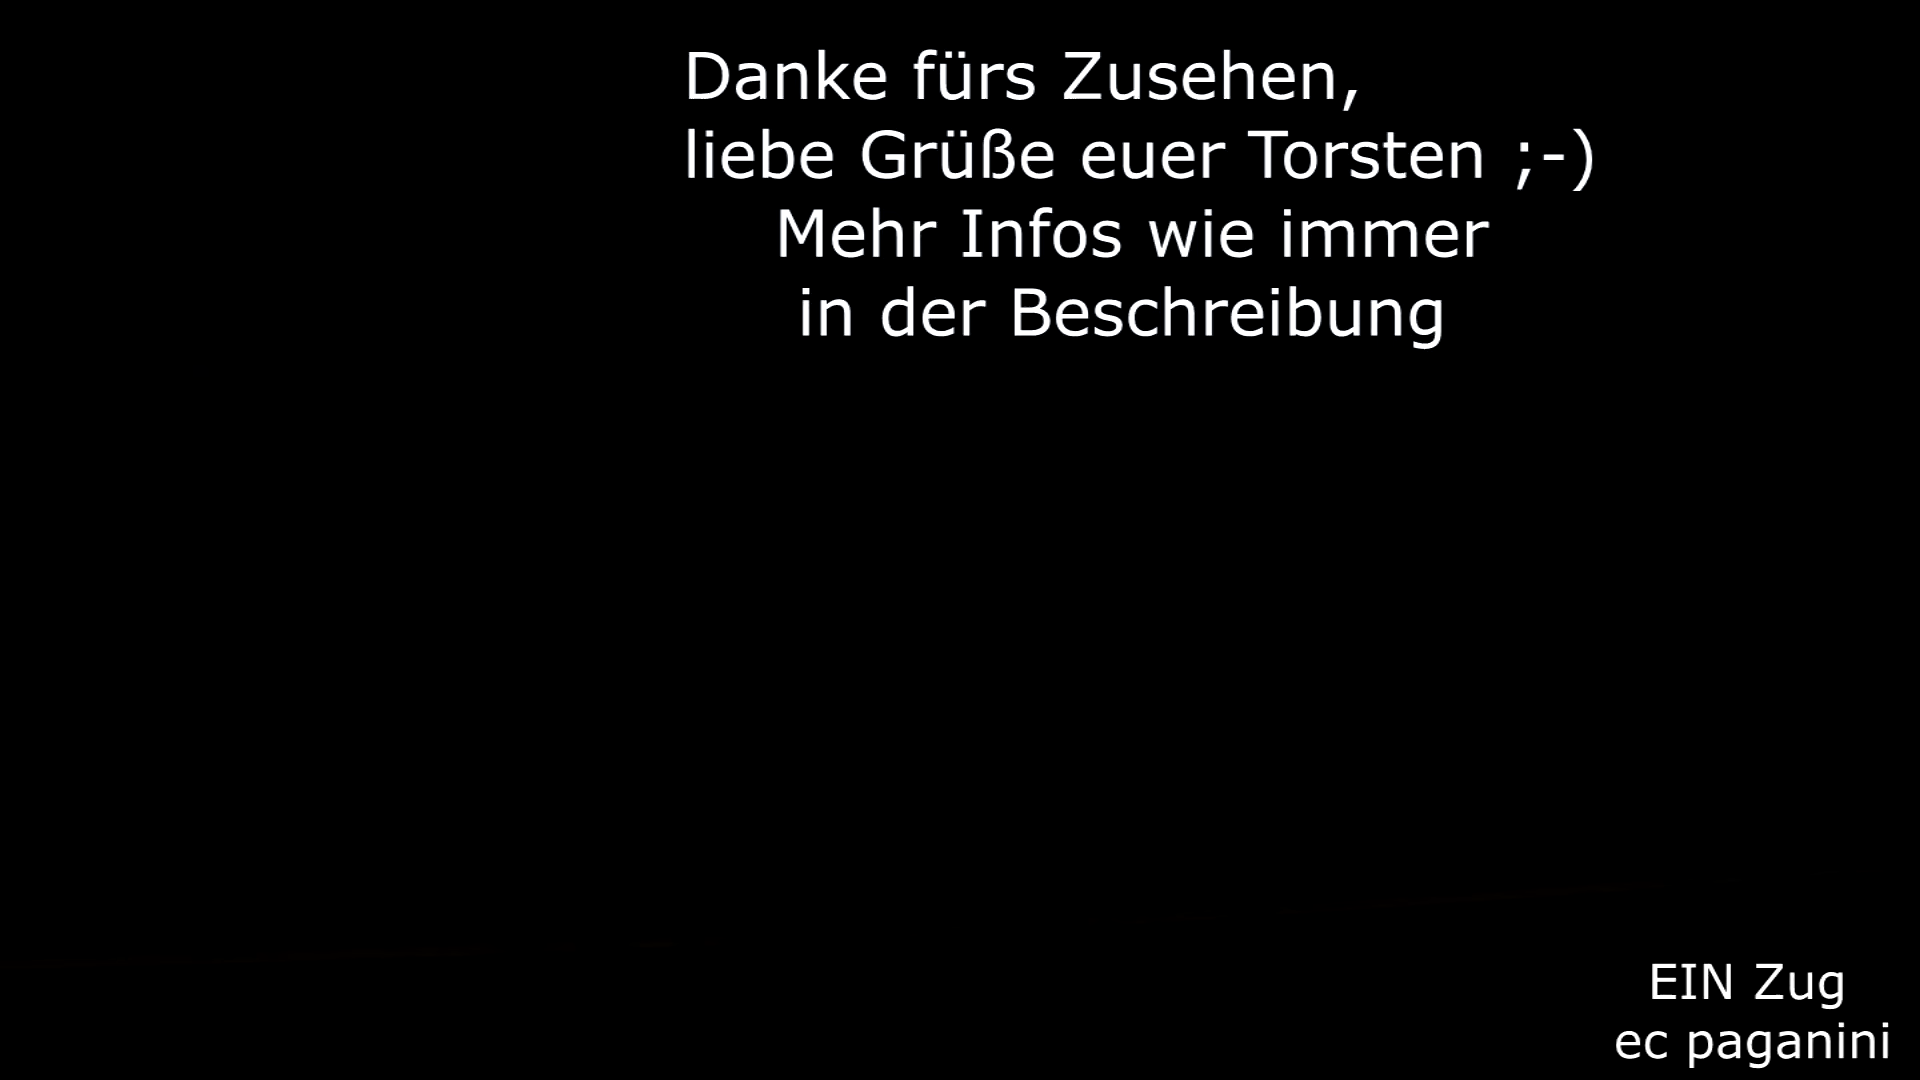 Danke fürs Zusehen,
liebe Grüße euer Torsten ;-)
Mehr Infos wie immer
in der Beschreibung
EIN Zug
ec paganini